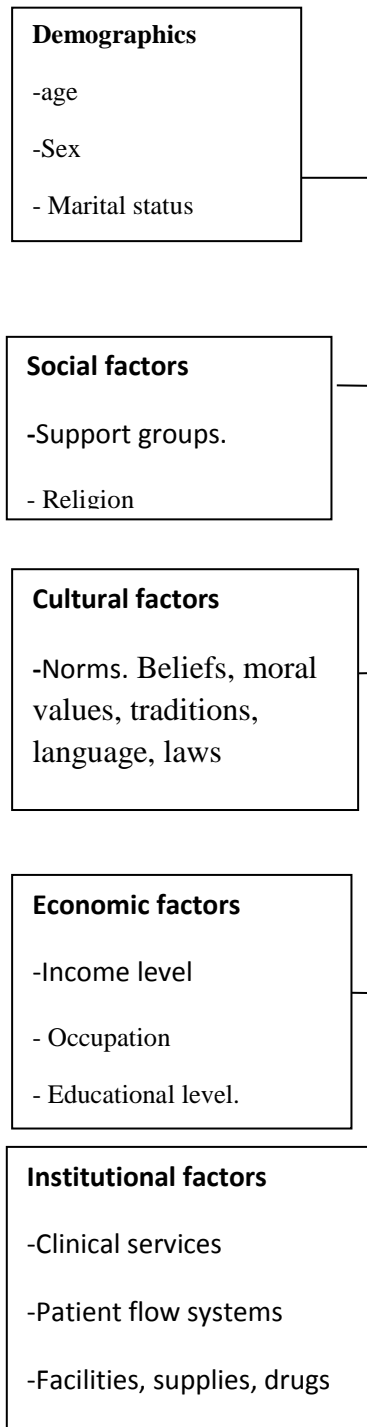 Demographics
-age
-Sex
- Marital status
Social factors
-Support groups.
- Religion
Cultural factors
-Norms. Beliefs, moral
values, traditions,
language, laws
Economic factors
-Income level
- Occupation
- Educational level.
Institutional factors
-Clinical services
-Patient flow systems
-Facilities, supplies, drugs